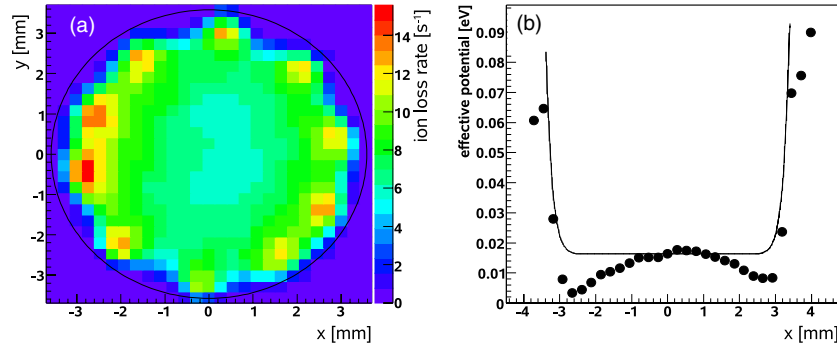 (a)
y [mm]
3
2
1
0
-1
-2
-3
-3 -2 -1 0 1 2 3
x [mm]
14
12
10
8
6
4
2
0
ion loss rate [s⁻¹]
(b)
effective potential [eV]
0.09
0.08
0.07
0.06
0.05
0.04
0.03
0.02
0.01
0
-4 -3 -2 -1 0 1 2 3 4
x [mm]